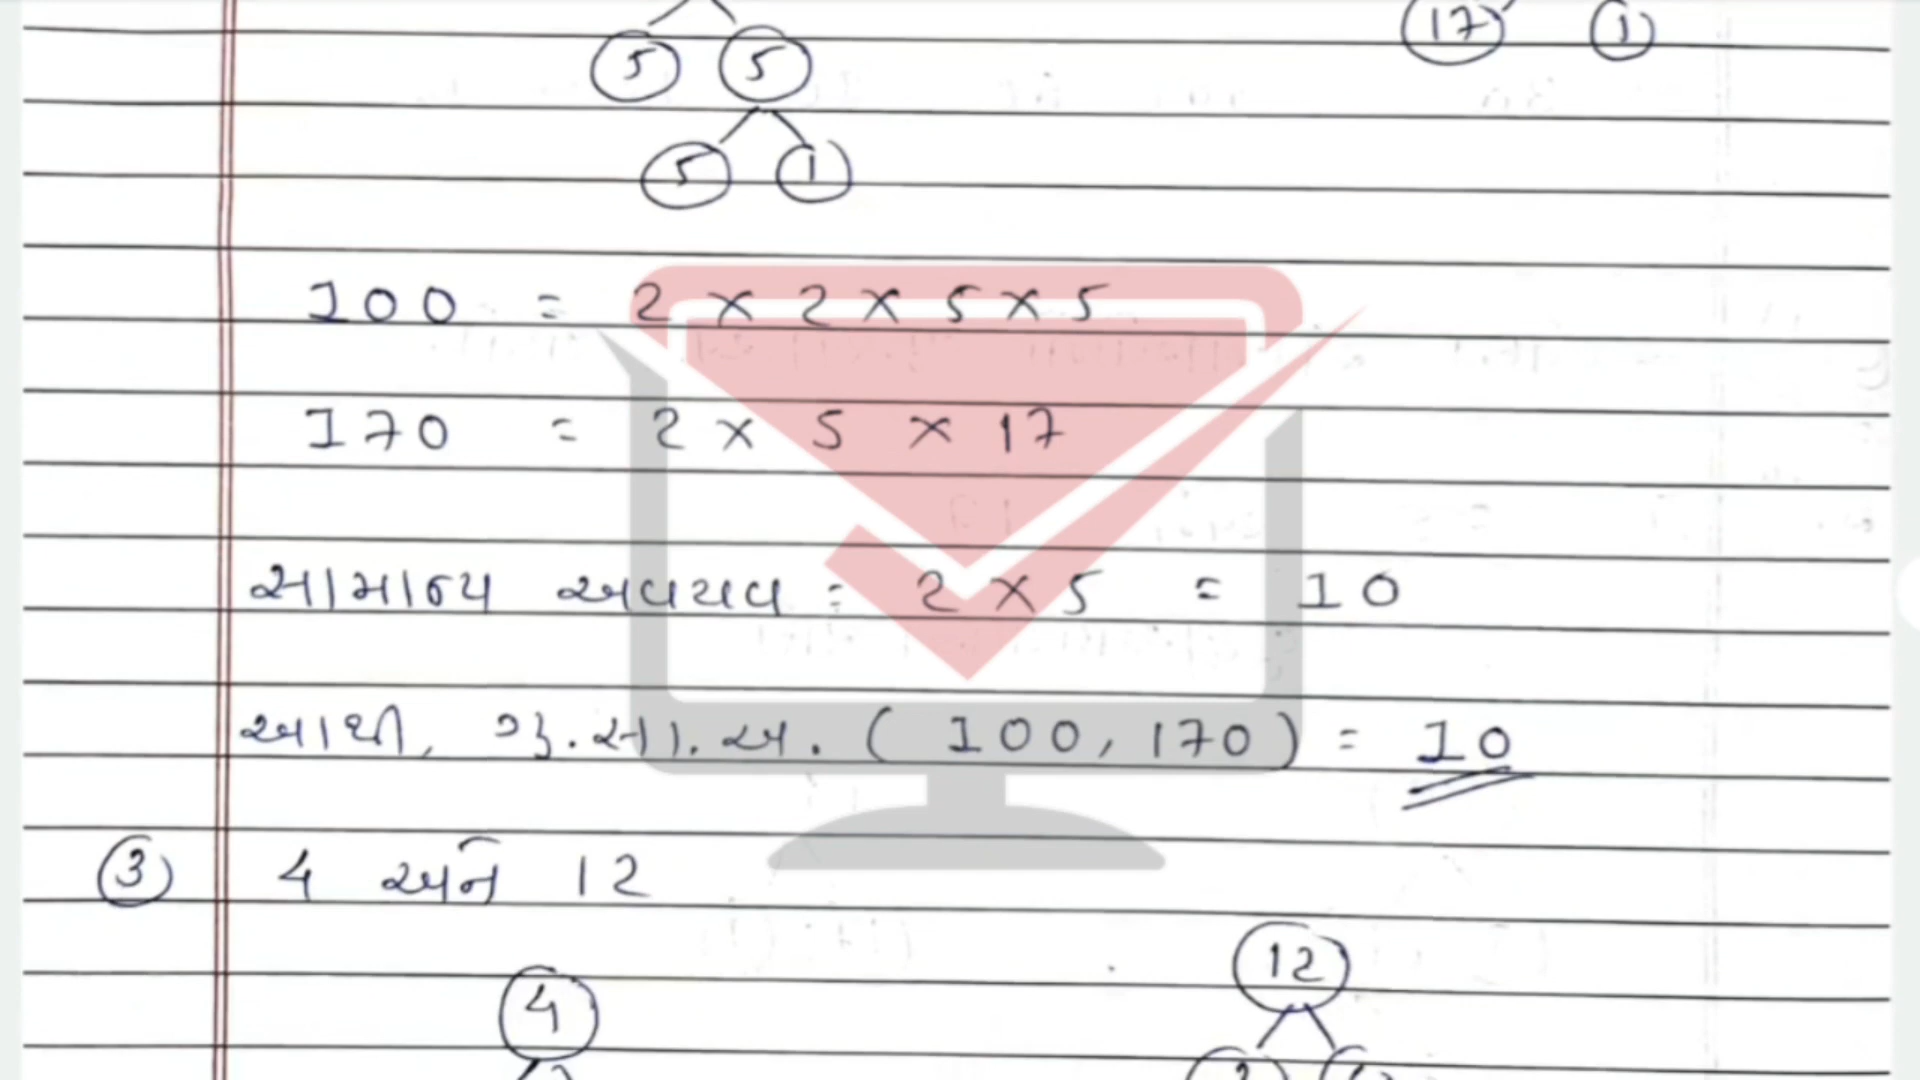 5 5 17 1
5 1
100 = 2 × 2 × 5 × 5
170 = 2 × 5 × 17
સામાન્ય અવયવ = 2 × 5 = 10
આથી, ગુ.સા.અ. ( 100, 170 ) = 10
3 4 અને 12
12
4